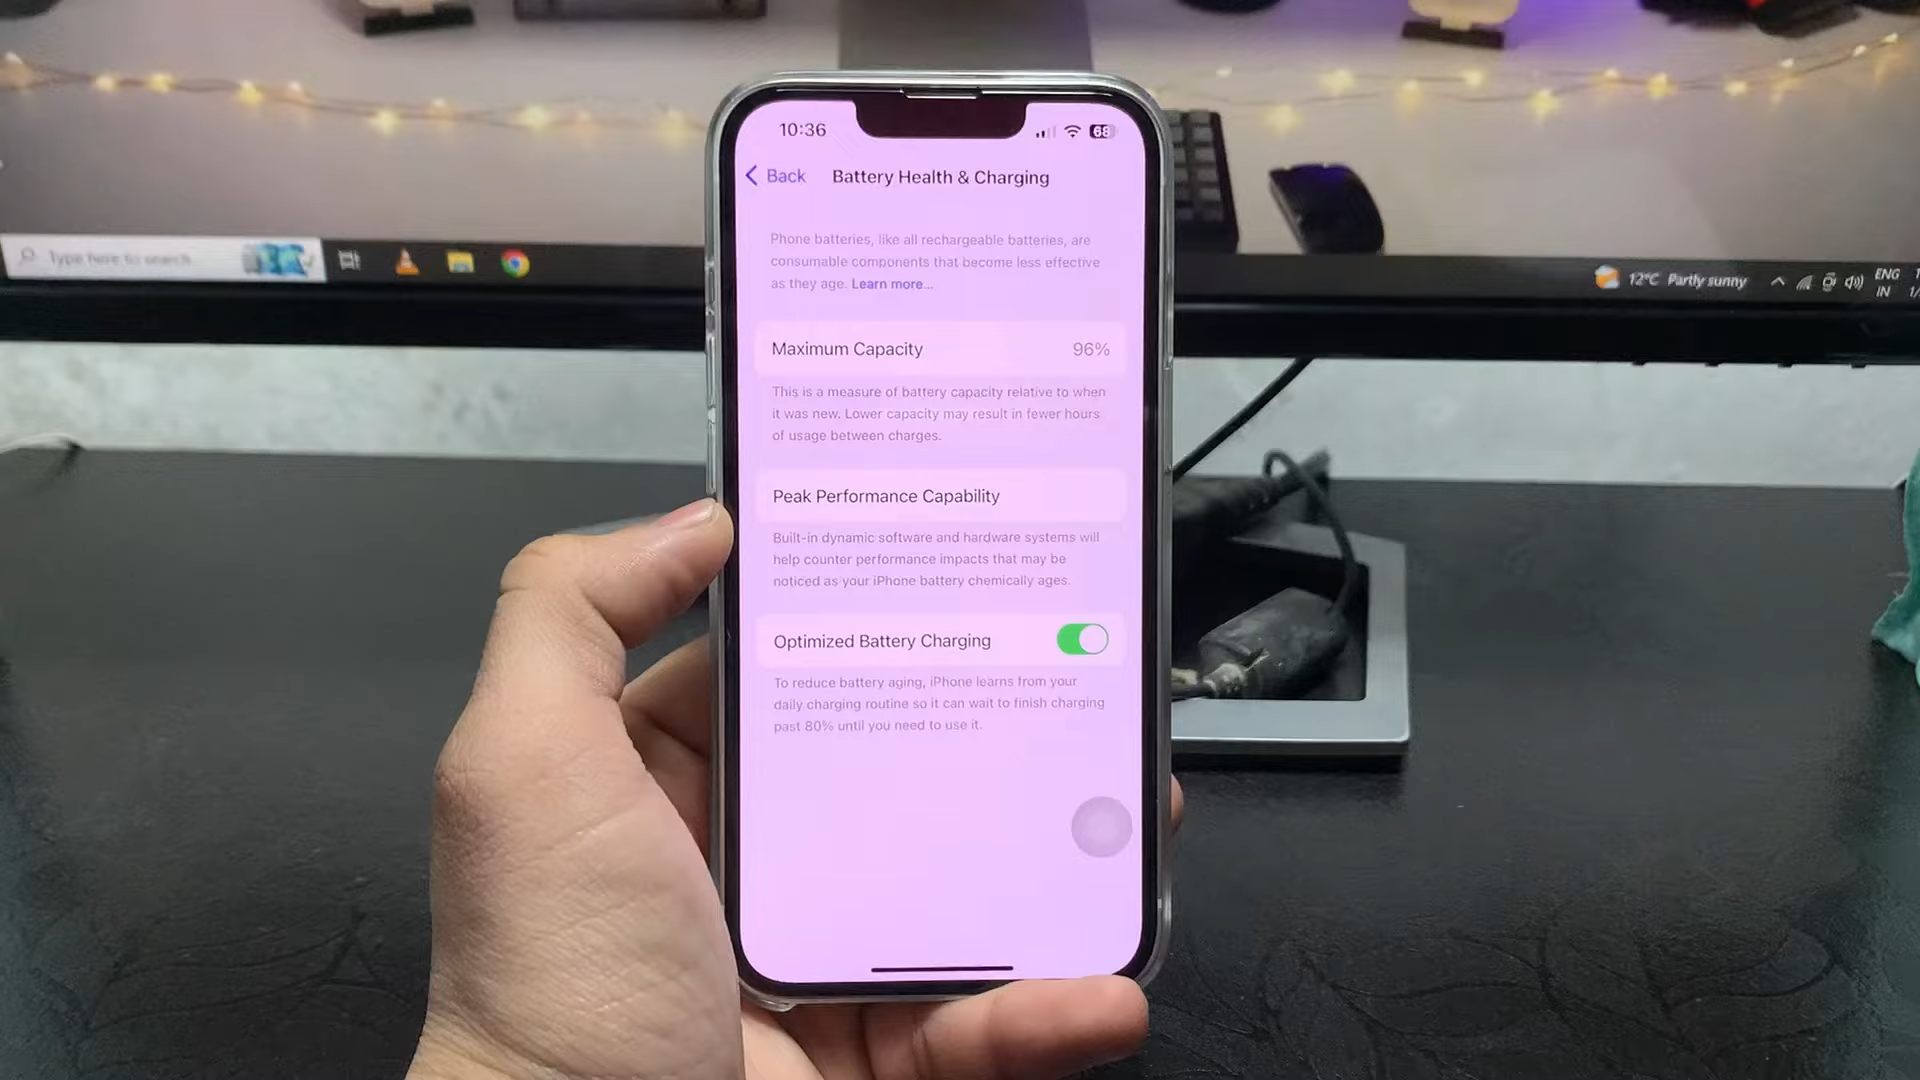 10:36
68
Back
Battery Health & Charging
Phone batteries, like all rechargeable batteries, are
consumable components that become less effective
as they age. Learn more...
Maximum Capacity 96%
This is a measure of battery capacity relative to when
it was new. Lower capacity may result in fewer hours
of usage between charges.
Peak Performance Capability
Built-in dynamic software and hardware systems will
help counter performance impacts that may be
noticed as your iPhone battery chemically ages.
Optimized Battery Charging
To reduce battery aging, iPhone learns from your
daily charging routine so it can wait to finish charging
past 80% until you need to use it.
Type here to search
12°C Partly sunny
ENG
IN